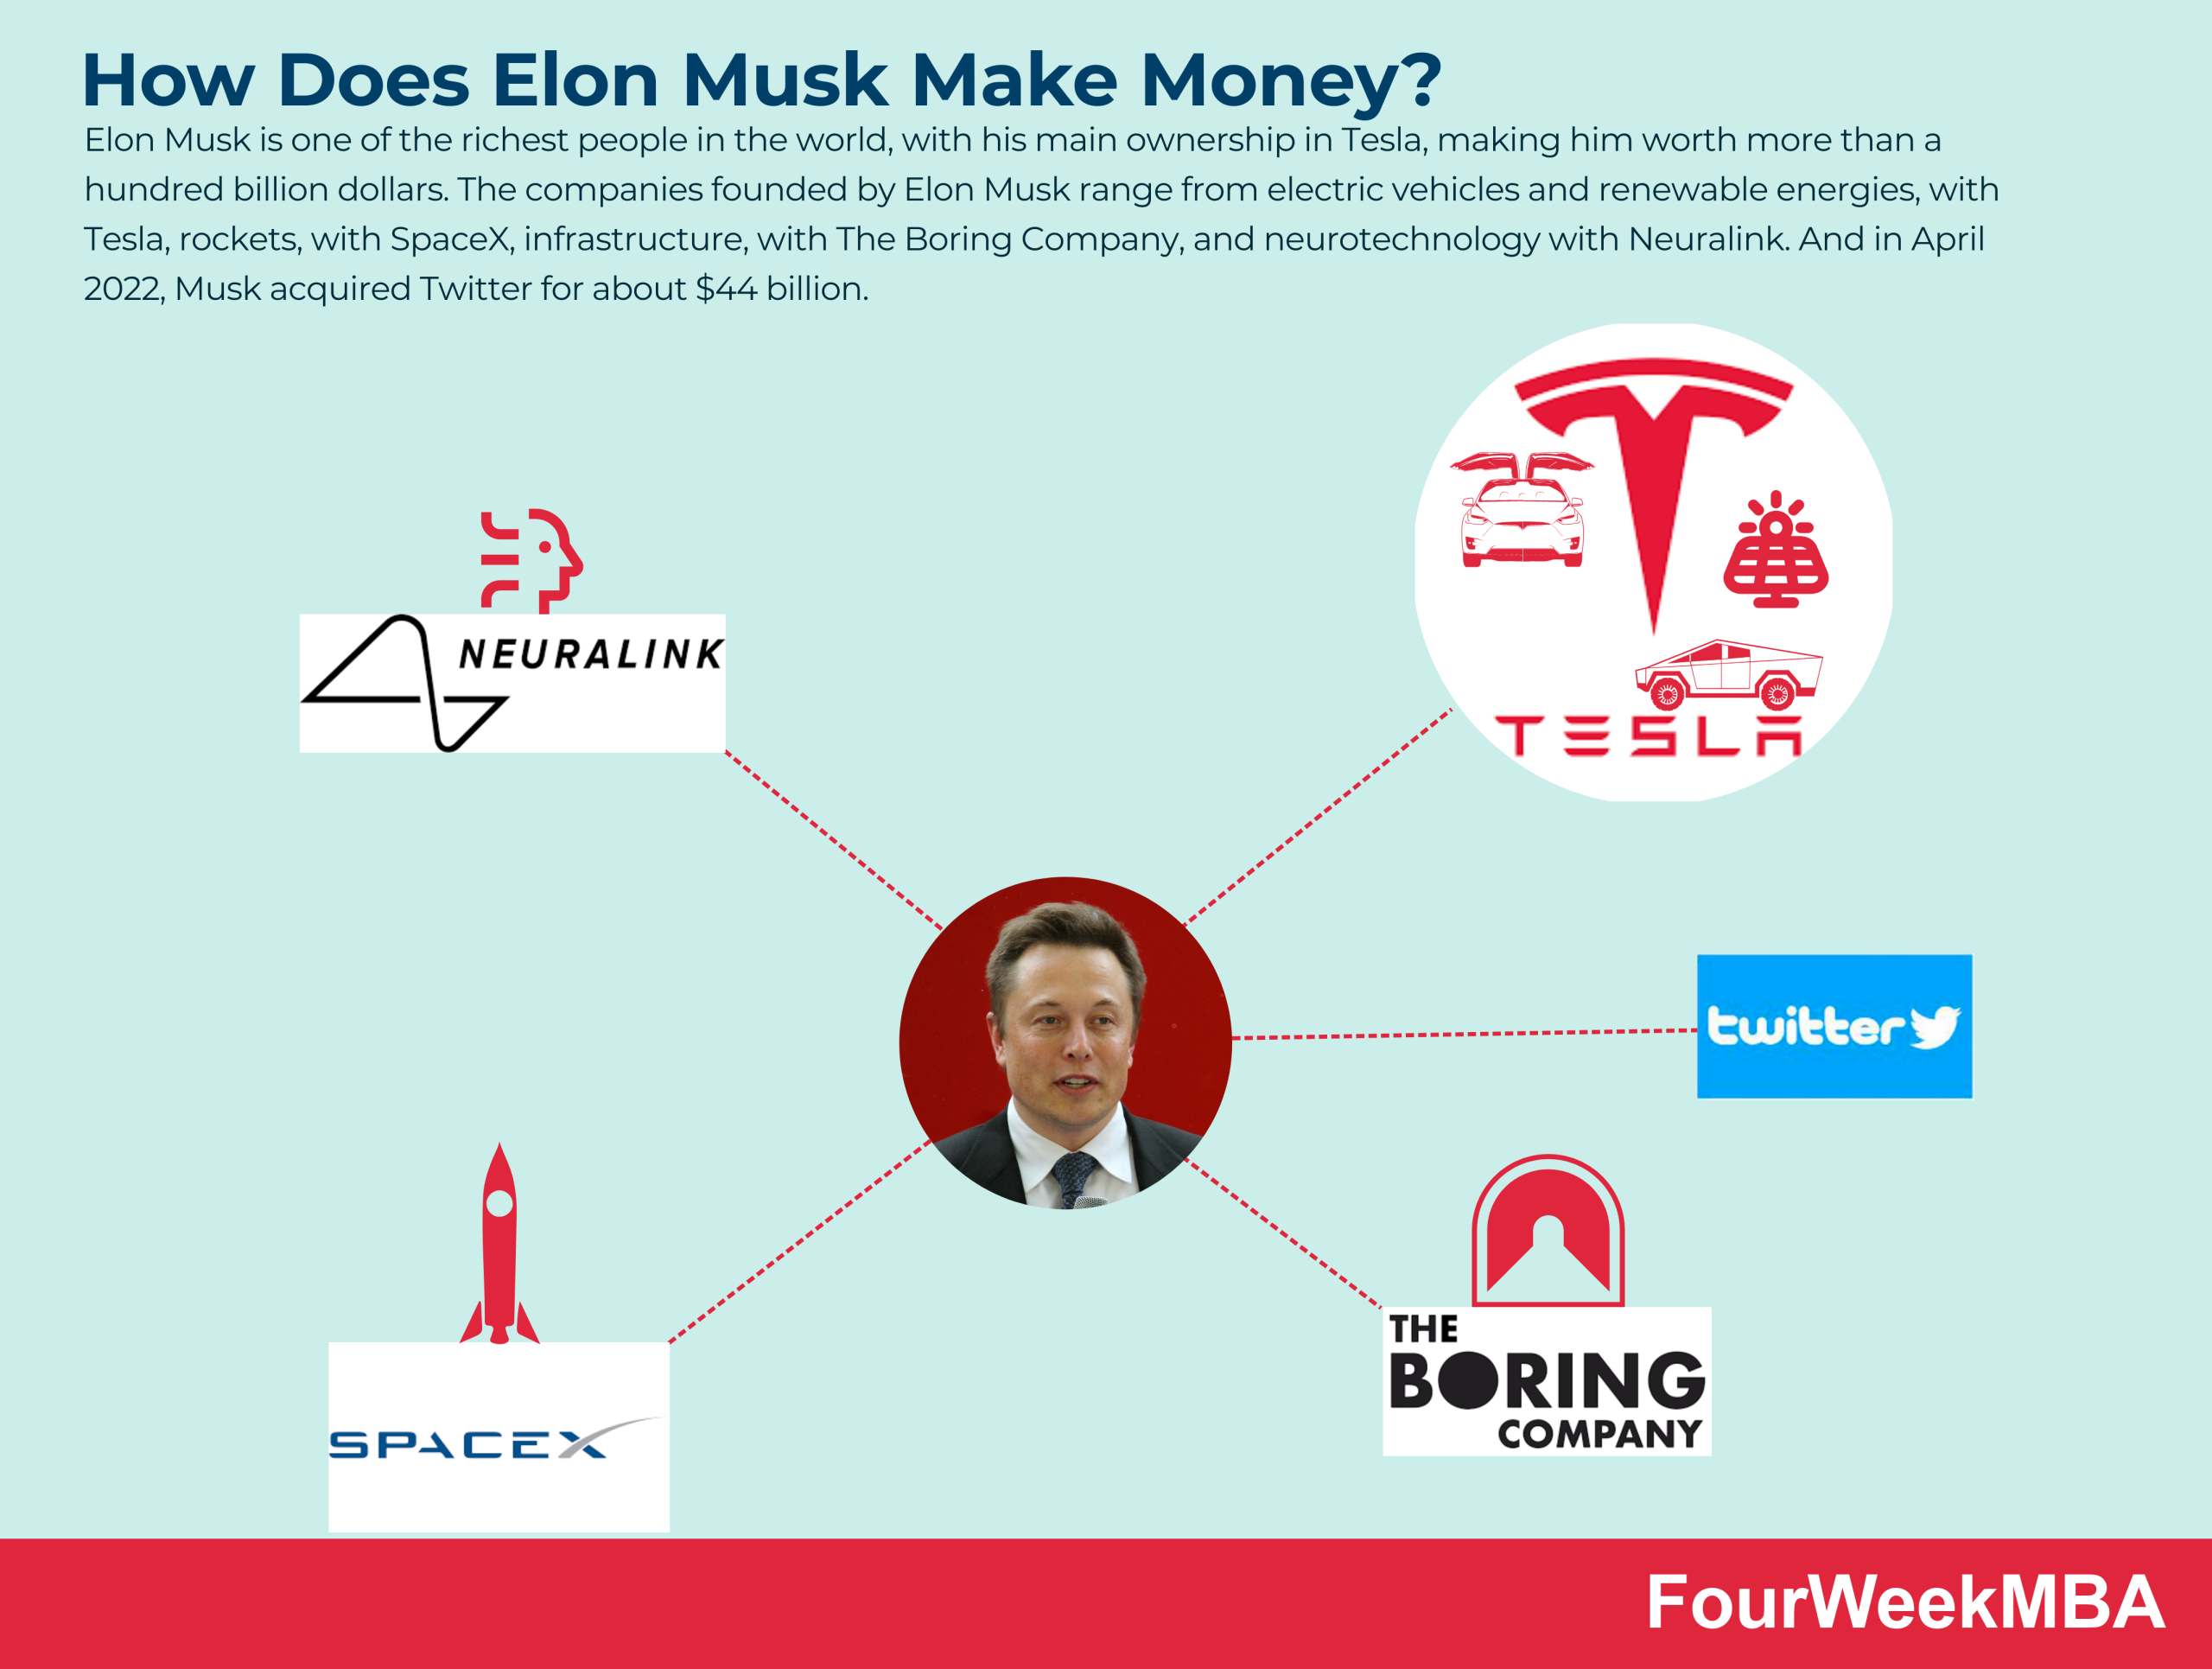 How Does Elon Musk Make Money?
Elon Musk is one of the richest people in the world, with his main ownership in Tesla, making him worth more than a
hundred billion dollars. The companies founded by Elon Musk range from electric vehicles and renewable energies, with
Tesla, rockets, with SpaceX, infrastructure, with The Boring Company, and neurotechnology with Neuralink. And in April
2022, Musk acquired Twitter for about $44 billion.
NEURALINK
TESLA
twitter
SPACEX
THE
BORING
COMPANY
FourWeekMBA